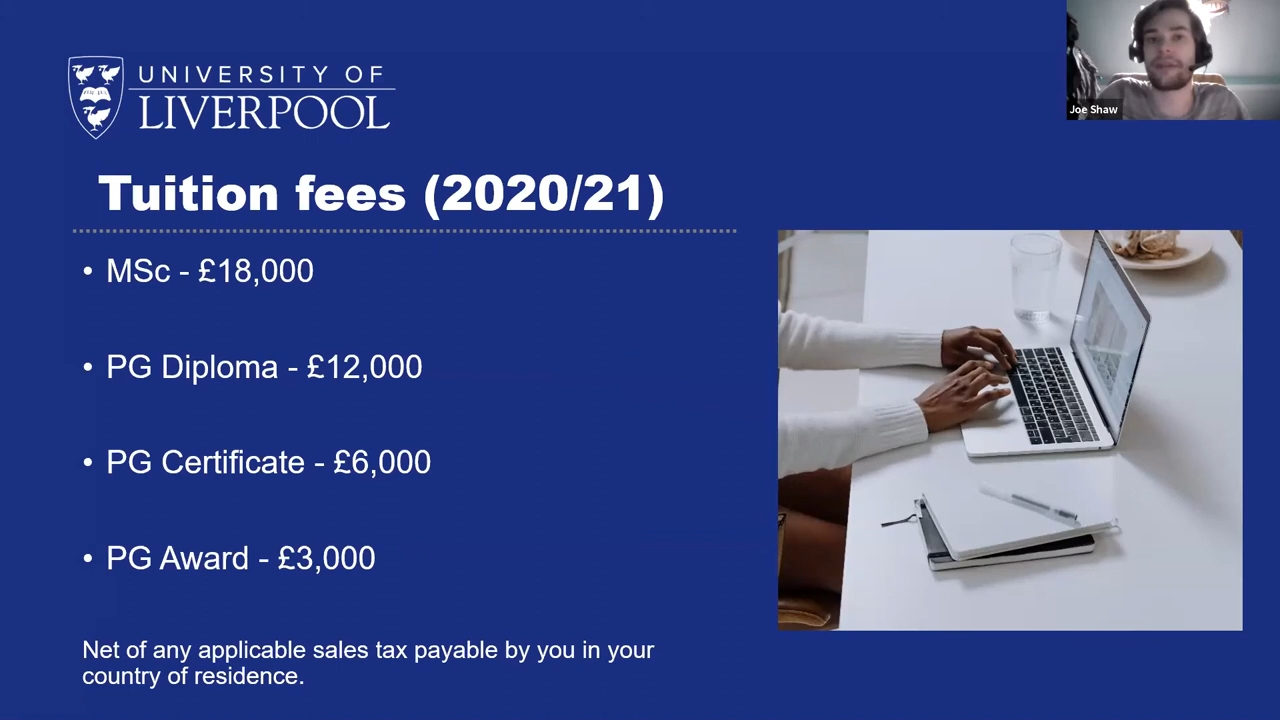 UNIVERSITY OF
LIVERPOOL
Joe Shaw
Tuition fees (2020/21)
• MSc - £18,000
• PG Diploma - £12,000
• PG Certificate - £6,000
• PG Award - £3,000
Net of any applicable sales tax payable by you in your
country of residence.